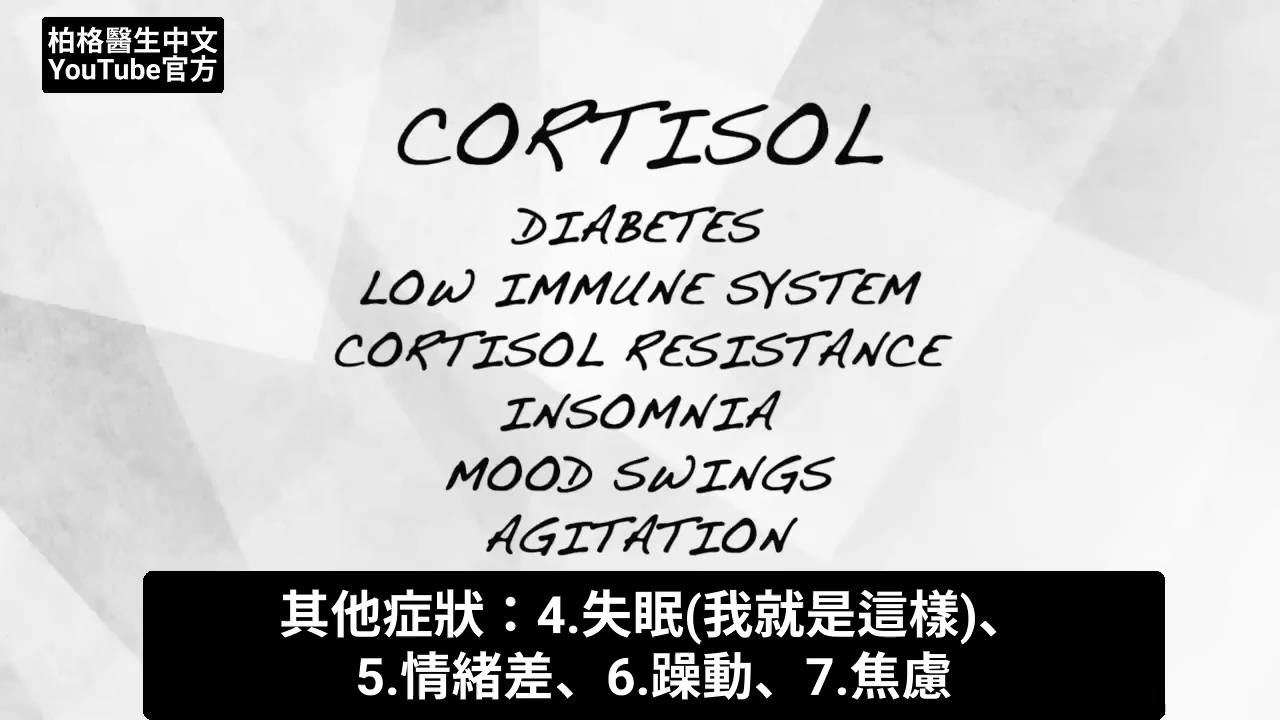 柏格醫生中文
YouTube官方
CORTISOL
DIABETES
LOW IMMUNE SYSTEM
CORTISOL RESISTANCE
INSOMNIA
MOOD SWINGS
AGITATION
其他症狀：4.失眠(我就是這樣)、
5.情緒差、6.躁動、7.焦慮